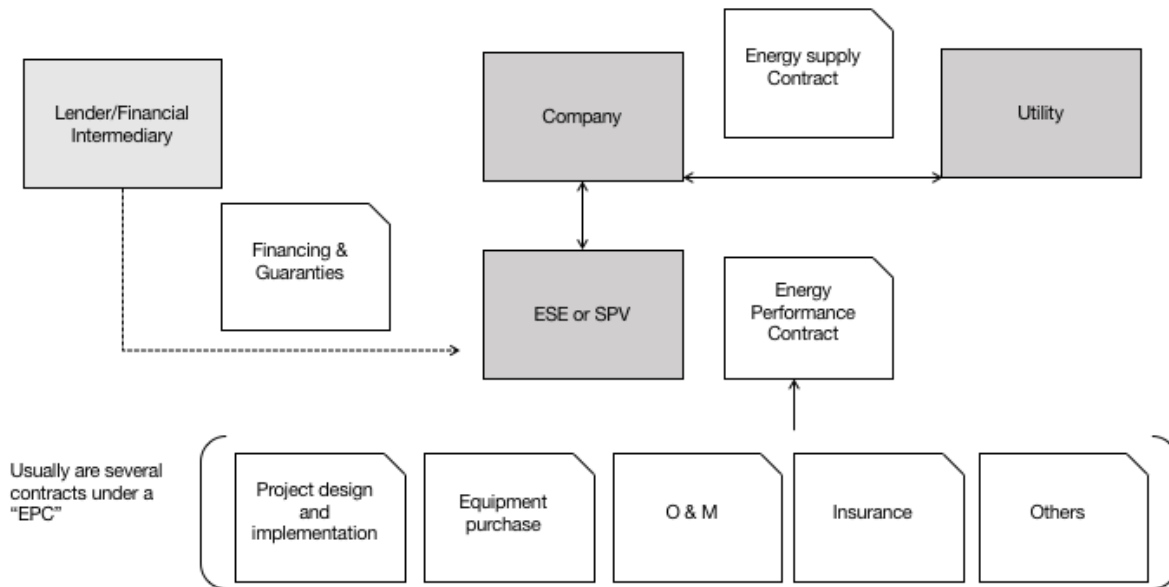 Lender/Financial
Intermediary
Company
Energy supply
Contract
Utility
Financing &
Guaranties
ESE or SPV
Energy
Performance
Contract
Usually are several
contracts under a
“EPC”
Project design
and
implementation
Equipment
purchase
O & M
Insurance
Others